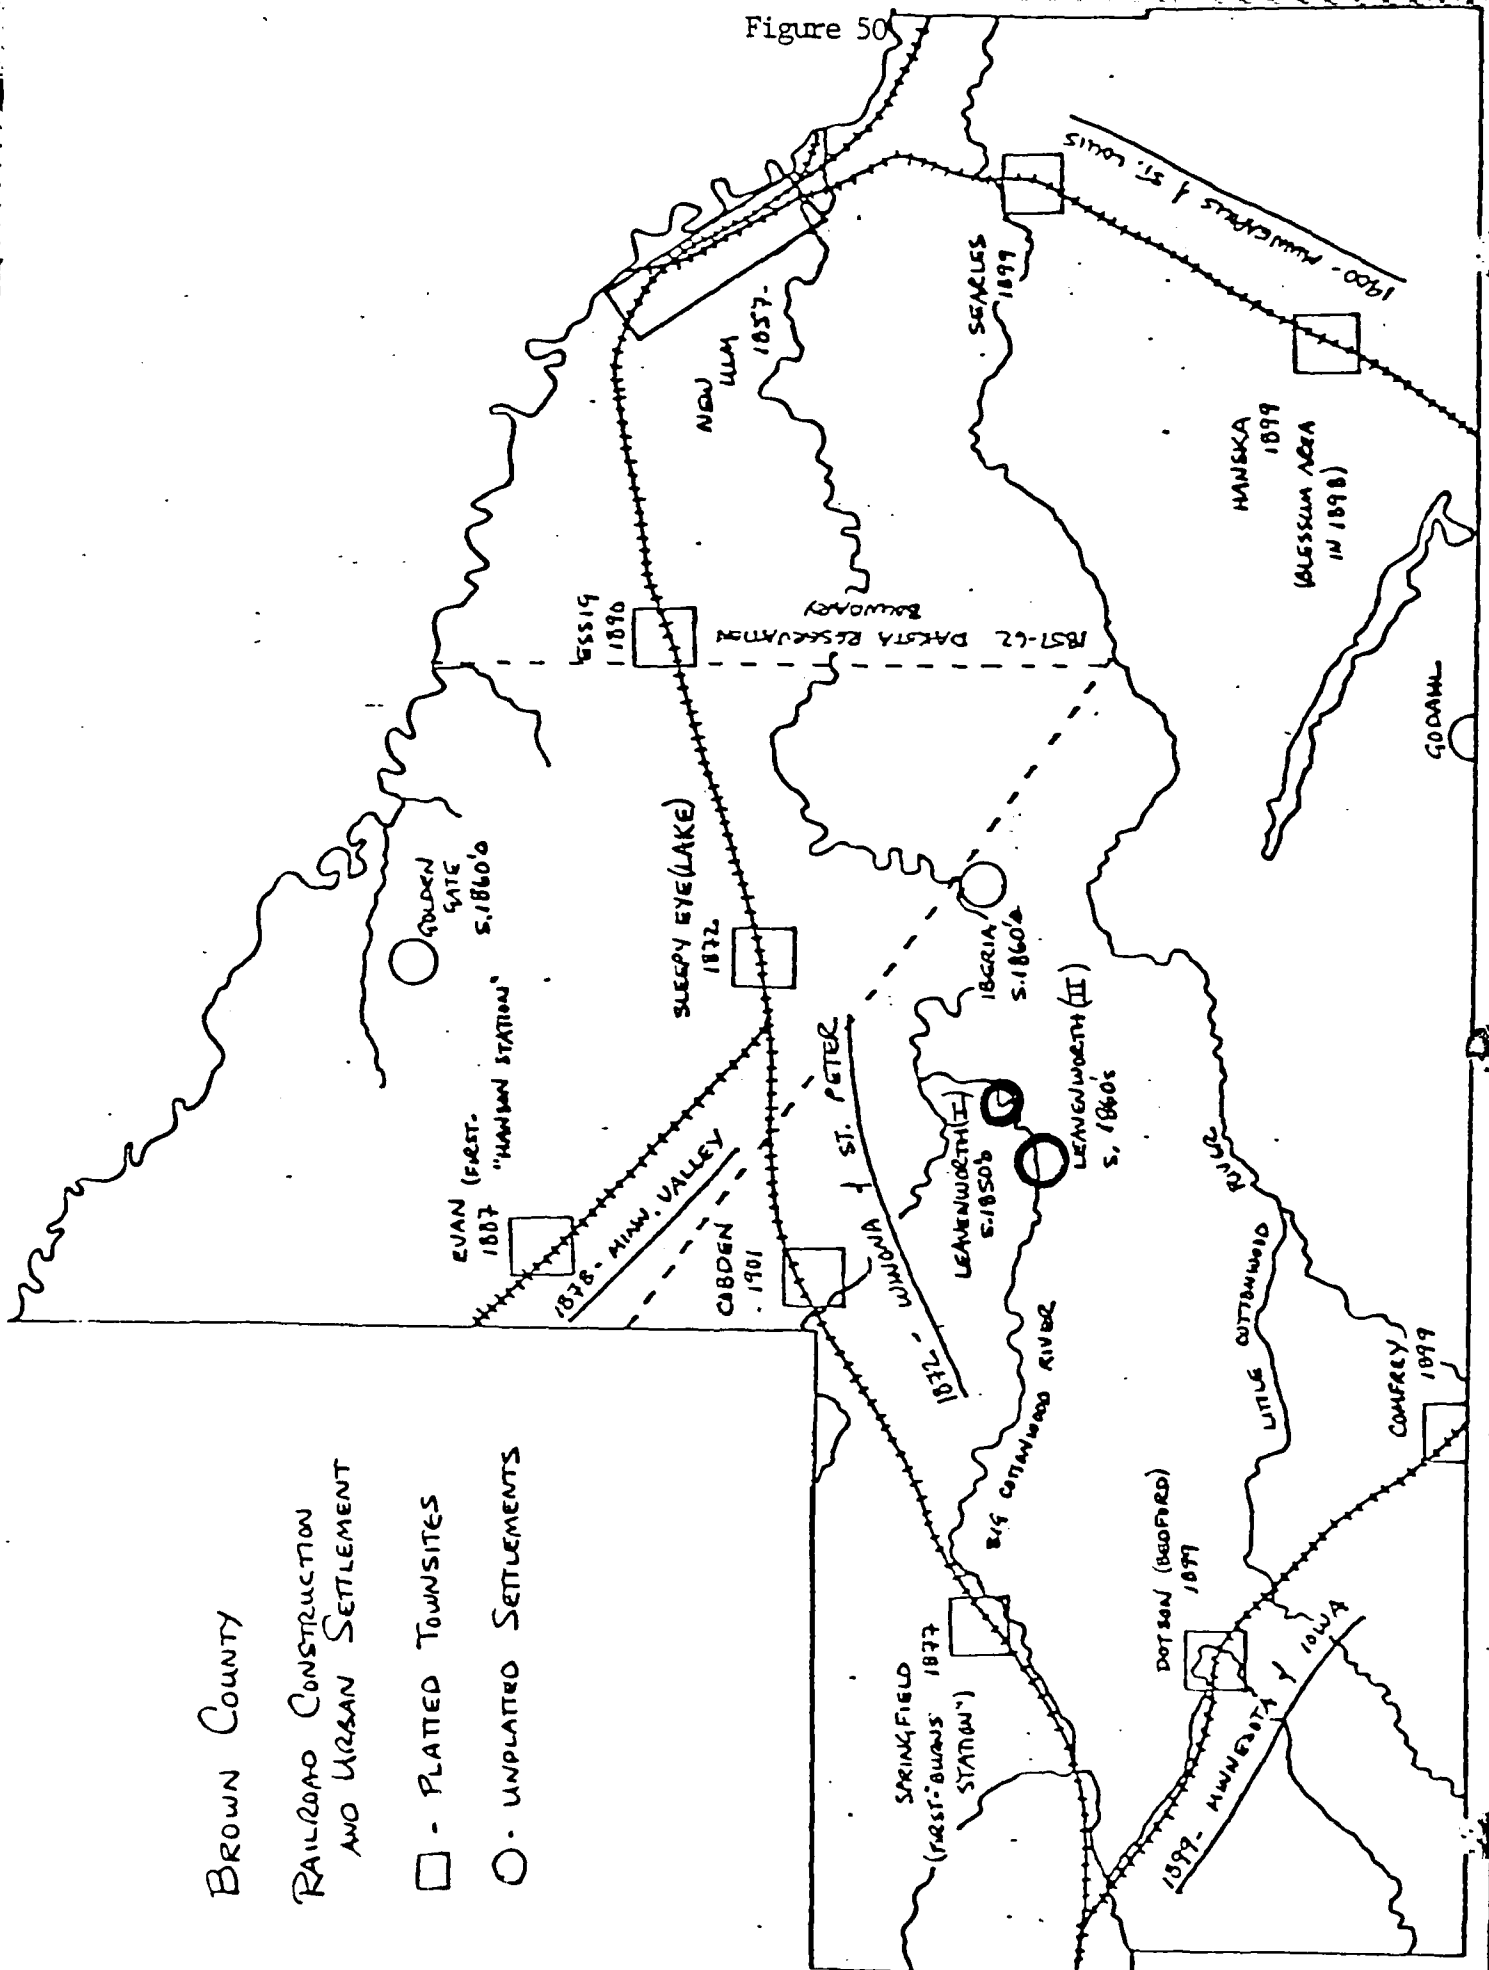 Figure 50
BROWN COUNTY
RAILROAD CONSTRUCTION
AND URBAN SETTLEMENT
□ - PLATTED TOWNSITES
○ - UNPLATTED SETTLEMENTS
EVAN (FIRST-
1887 "HANSON STATION"
1878 - MINN. VALLEY
COBDEN
1901
GOLDEN
GATE
S.1860's
SLEEPY EYE (LAKE)
1872
ESSIG
1890
NEW
ULM
1857-
1857-62 DAKOTA RESERVATION
BOUNDARY
SEARLES
1899
1900 - MINNEAPOLIS & ST. LOUIS
HANSKA
1899
(BLESSUM AREA
IN 1898)
GODAHL
IBERIA
S.1860's
LEAVENWORTH (I)
S.1850's
LEAVENWORTH (II)
S. 1860's
1872 - WINONA & ST. PETER
BIG COTTONWOOD RIVER
LITTLE COTTONWOOD
RIVER
SPRINGFIELD
(FIRST-"BURNS 1877
STATION")
DOTSON (BEDFORD)
1899
1899 - MINNESOTA & IOWA
COMFREY
1899